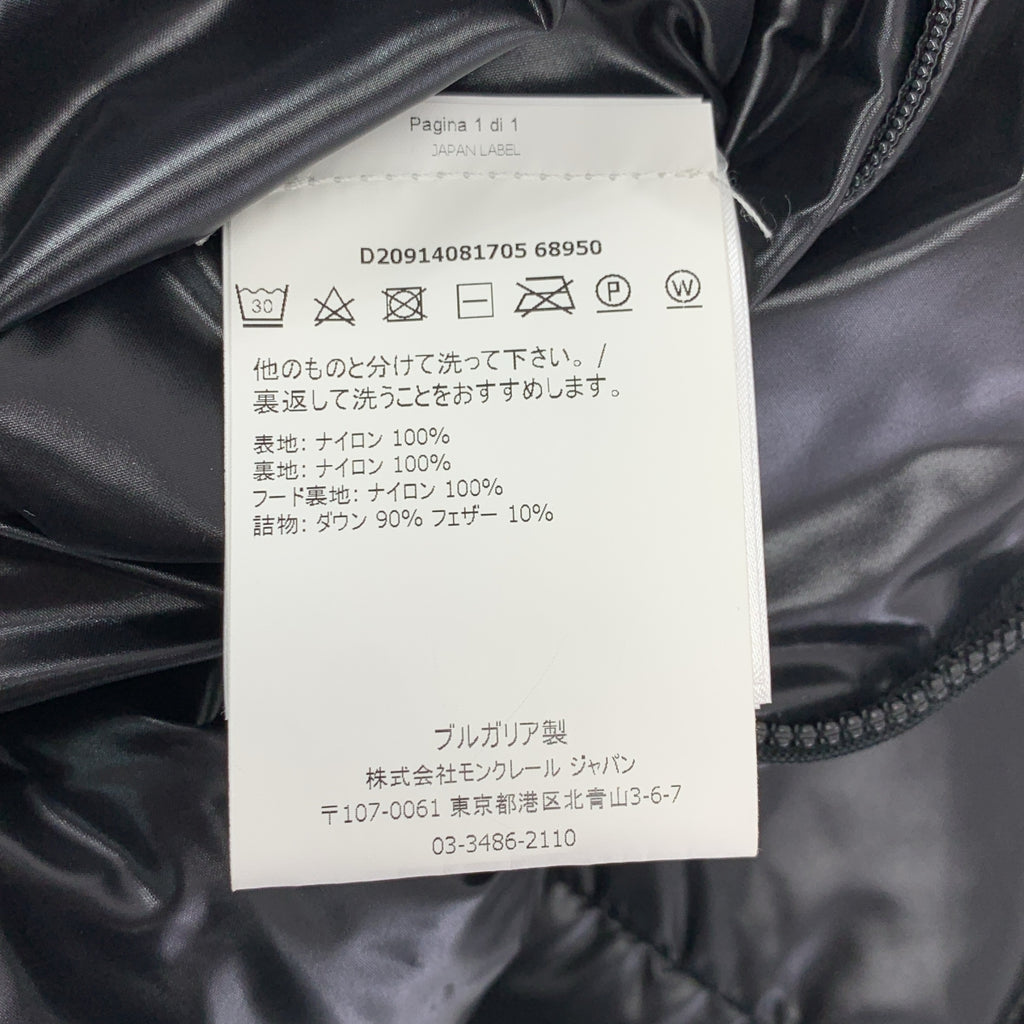 Pagina 1 di 1
JAPAN LABEL
D20914081705 68950
30 P W
他のものと分けて洗って下さい。/
裏返して洗うことをおすすめします。
表地: ナイロン 100%
裏地: ナイロン 100%
フード裏地: ナイロン 100%
詰物: ダウン 90% フェザー 10%
ブルガリア製
株式会社モンクレール ジャパン
〒107-0061 東京都港区北青山3-6-7
03-3486-2110